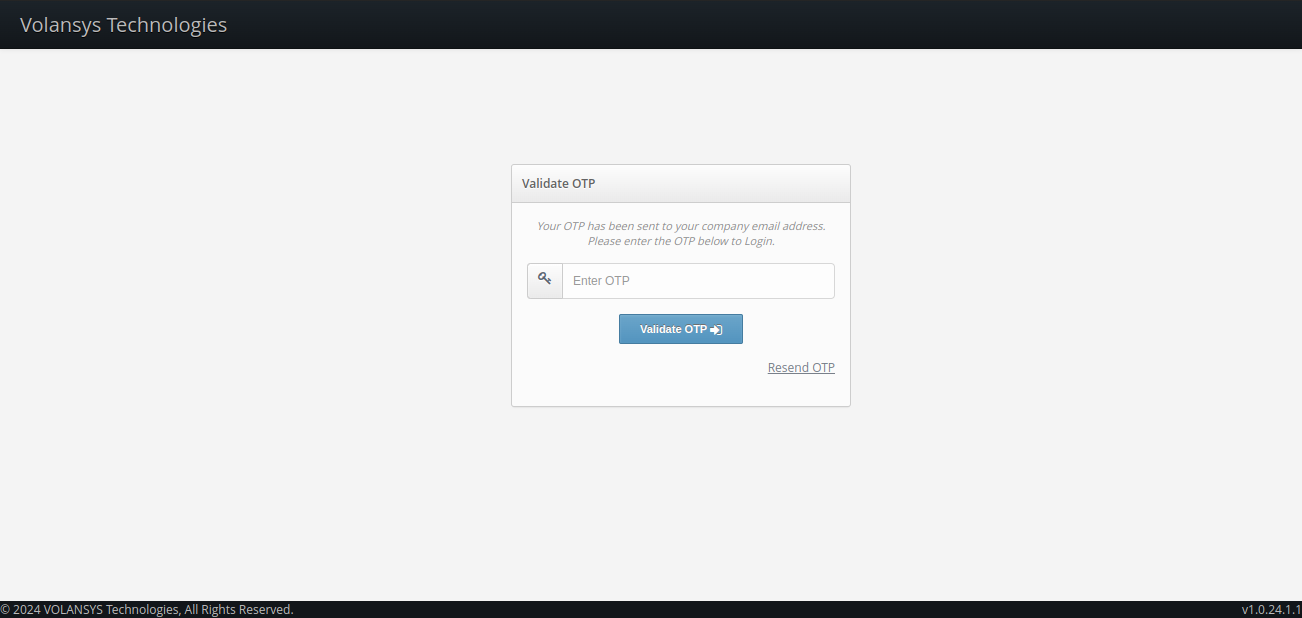 Volansys Technologies
Validate OTP
Your OTP has been sent to your company email address.
Please enter the OTP below to Login.
Enter OTP
Validate OTP
Resend OTP
© 2024 VOLANSYS Technologies, All Rights Reserved.
v1.0.24.1.1